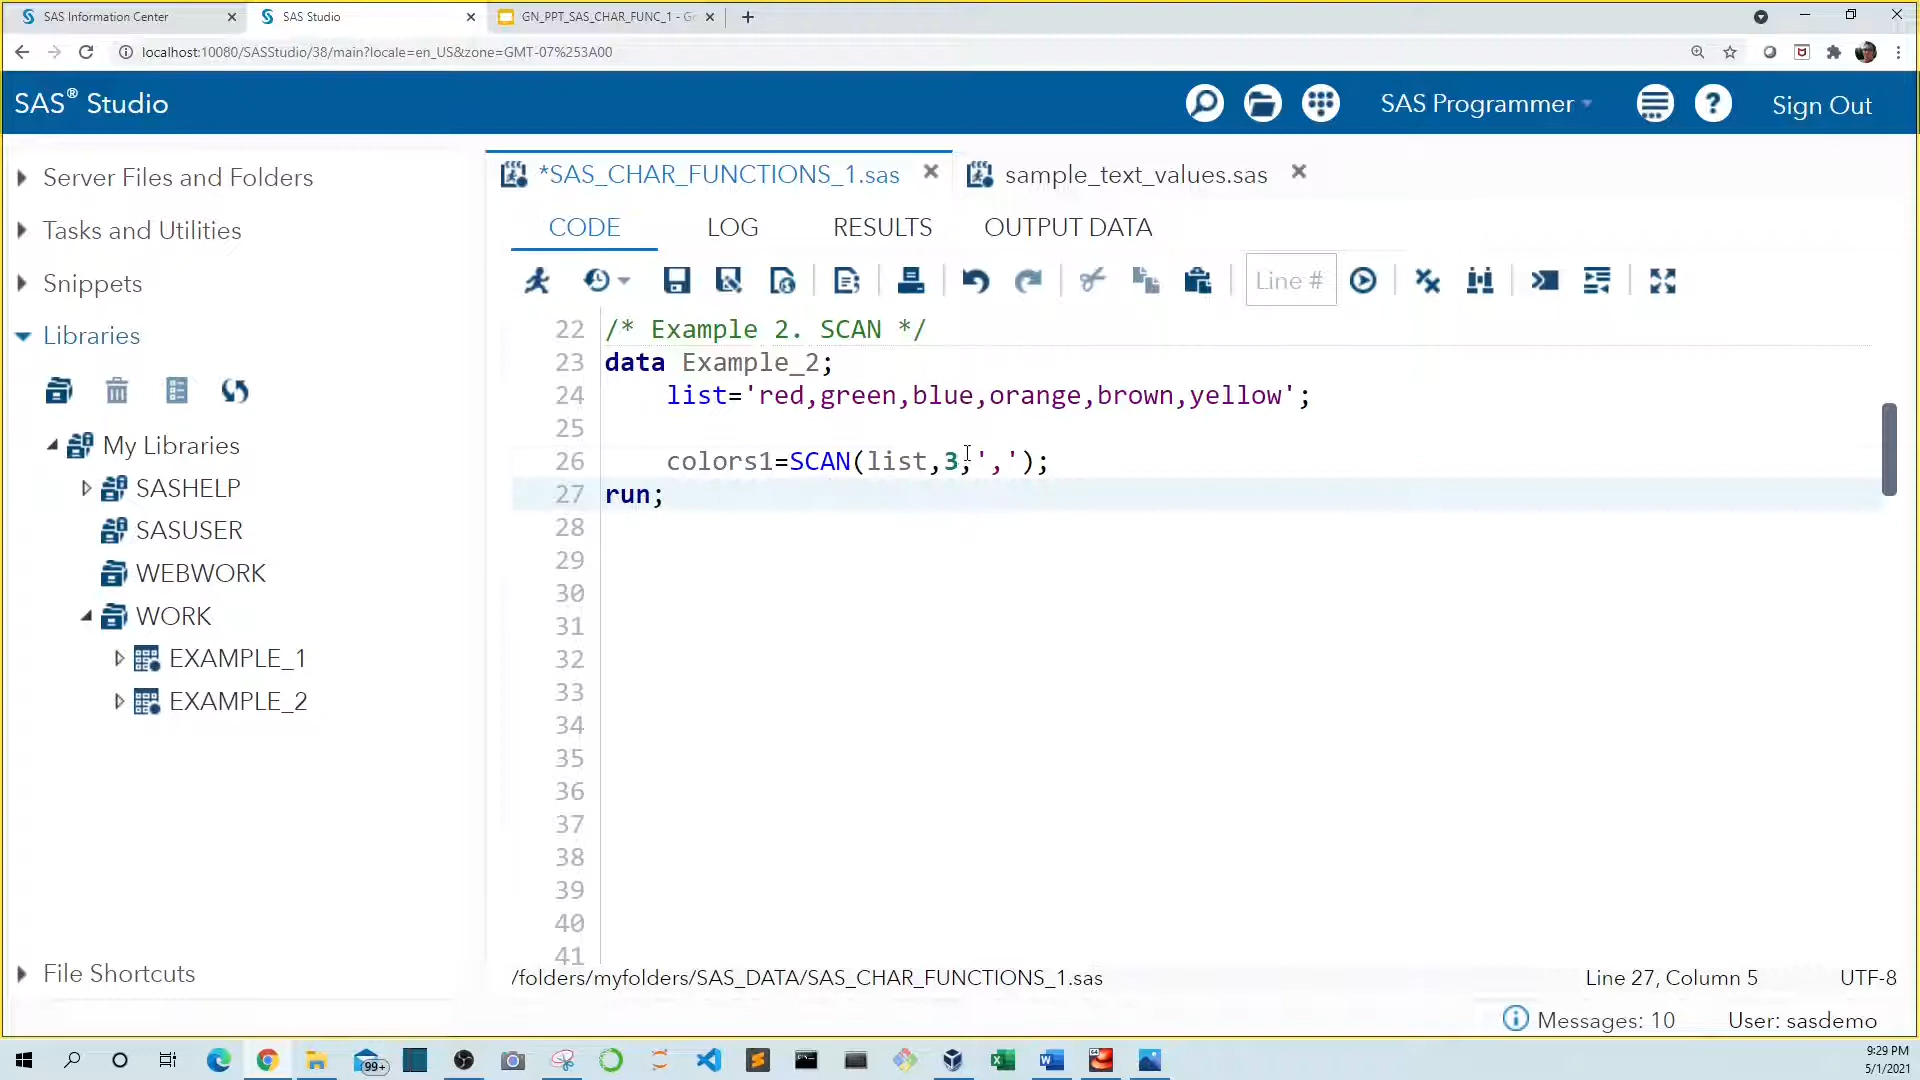 SAS Information Center
SAS Studio
GN_PPT_SAS_CHAR_FUNC_1 - G
localhost:10080/SASStudio/38/main?locale=en_US&zone=GMT-07%253A00
SAS® Studio
SAS Programmer
Sign Out
Server Files and Folders
Tasks and Utilities
Snippets
Libraries
My Libraries
SASHELP
SASUSER
WEBWORK
WORK
EXAMPLE_1
EXAMPLE_2
File Shortcuts
*SAS_CHAR_FUNCTIONS_1.sas
sample_text_values.sas
CODE LOG RESULTS OUTPUT DATA
Line #
22 /* Example 2. SCAN */
23 data Example_2;
24 list='red,green,blue,orange,brown,yellow';
25
26 colors1=SCAN(list,3,',');
27 run;
28
29
30
31
32
33
34
35
36
37
38
39
40
41
/folders/myfolders/SAS_DATA/SAS_CHAR_FUNCTIONS_1.sas
Line 27, Column 5
UTF-8
Messages: 10
User: sasdemo
99+
9:29 PM
5/1/2021